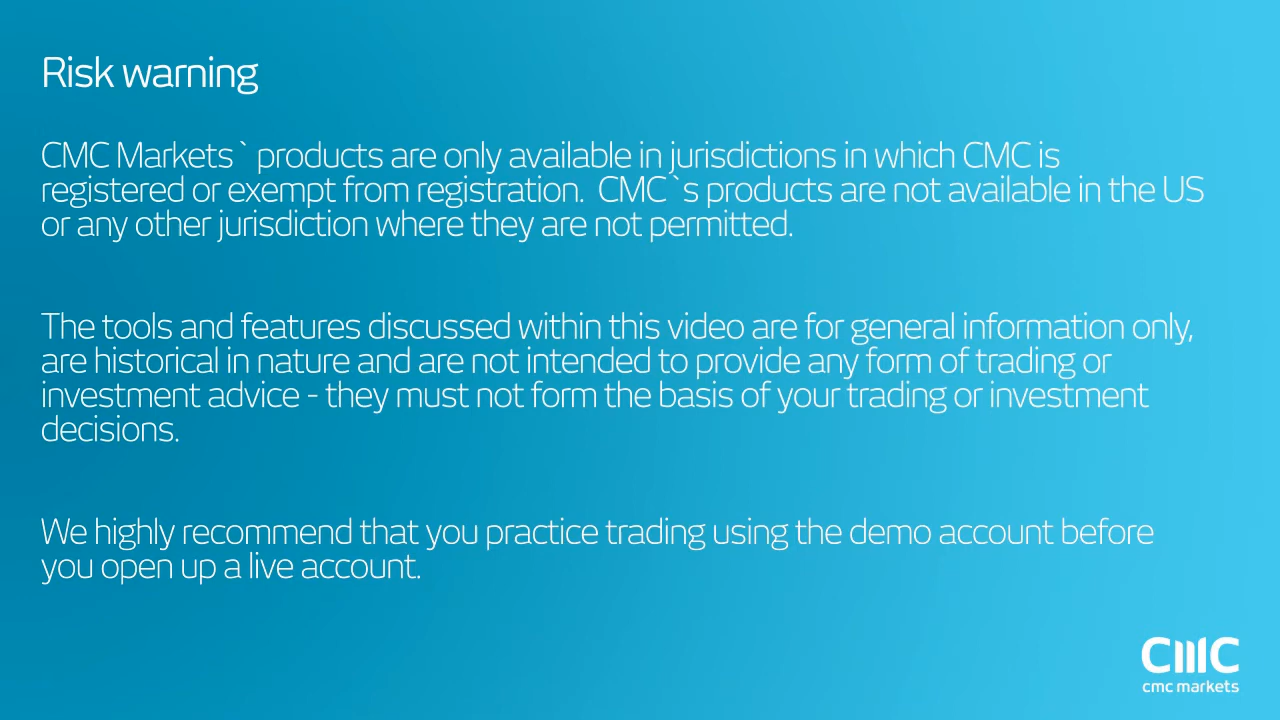 Risk warning
CMC Markets` products are only available in jurisdictions in which CMC is
registered or exempt from registration.  CMC`s products are not available in the US
or any other jurisdiction where they are not permitted.
The tools and features discussed within this video are for general information only,
are historical in nature and are not intended to provide any form of trading or
investment advice - they must not form the basis of your trading or investment
decisions.
We highly recommend that you practice trading using the demo account before
you open up a live account.
CMC
cmc markets